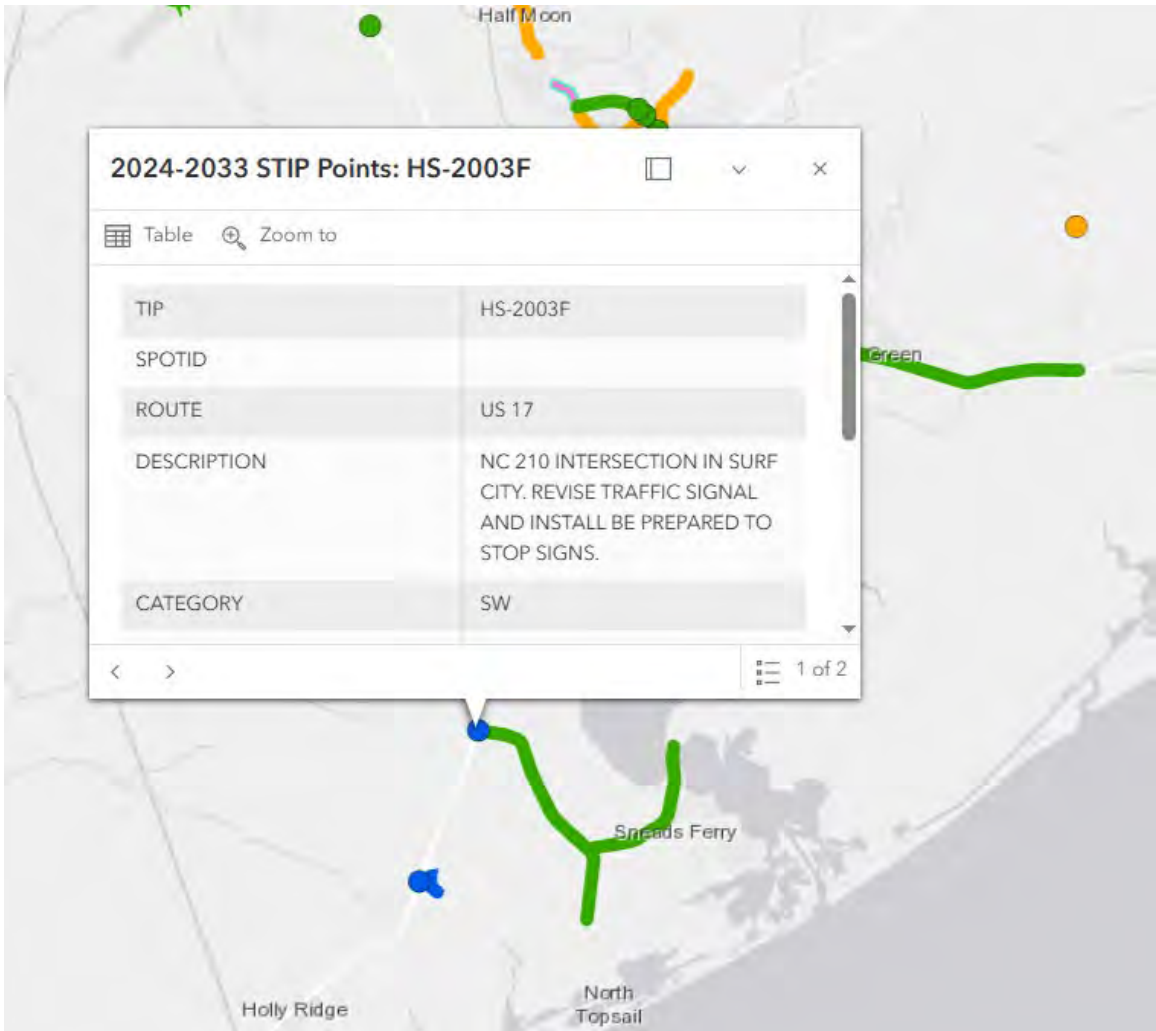 Half Moon
2024-2033 STIP Points: HS-2003F
Table Zoom to
TIP HS-2003F
SPOTID
ROUTE US 17
DESCRIPTION NC 210 INTERSECTION IN SURF
CITY. REVISE TRAFFIC SIGNAL
AND INSTALL BE PREPARED TO
STOP SIGNS.
CATEGORY SW
1 of 2
Green
Sneads Ferry
Holly Ridge
North
Topsail